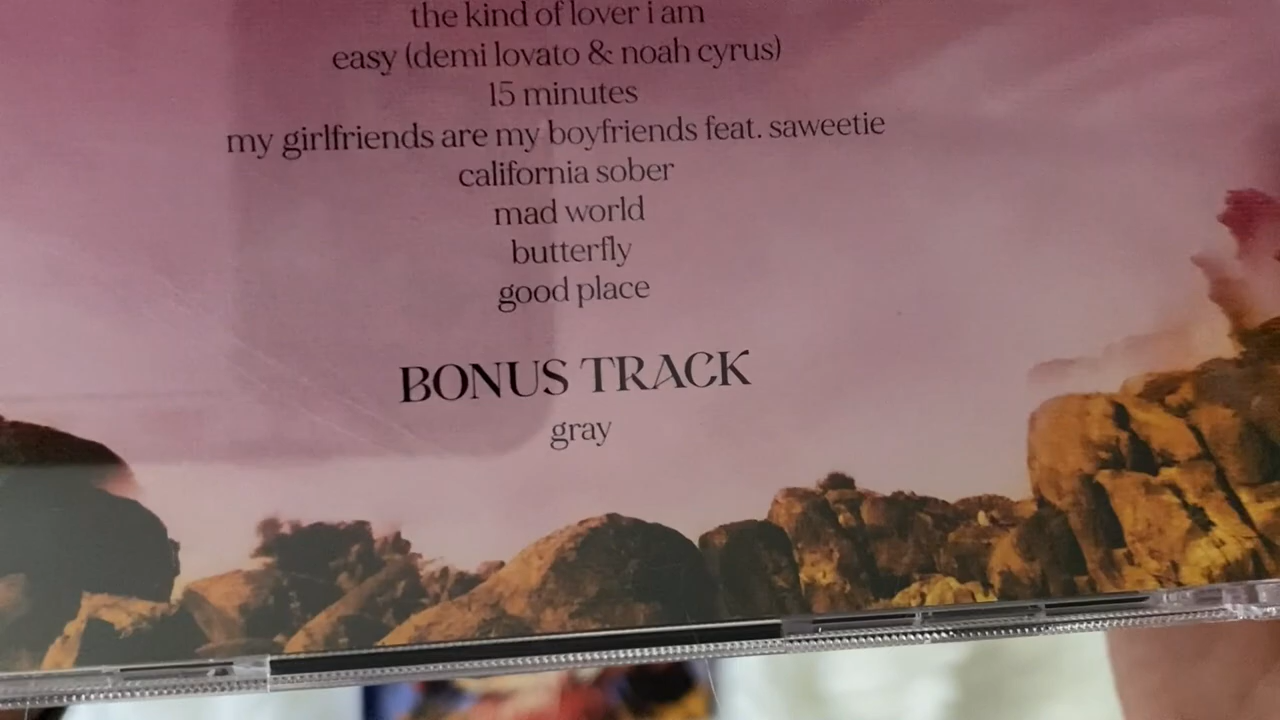 the kind of lover i am
easy (demi lovato & noah cyrus)
15 minutes
my girlfriends are my boyfriends feat. saweetie
california sober
mad world
butterfly
good place
BONUS TRACK
gray